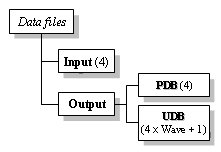 Data files
Input (4)
Output
PDB (4)
UDB
(4 x Wave + 1)